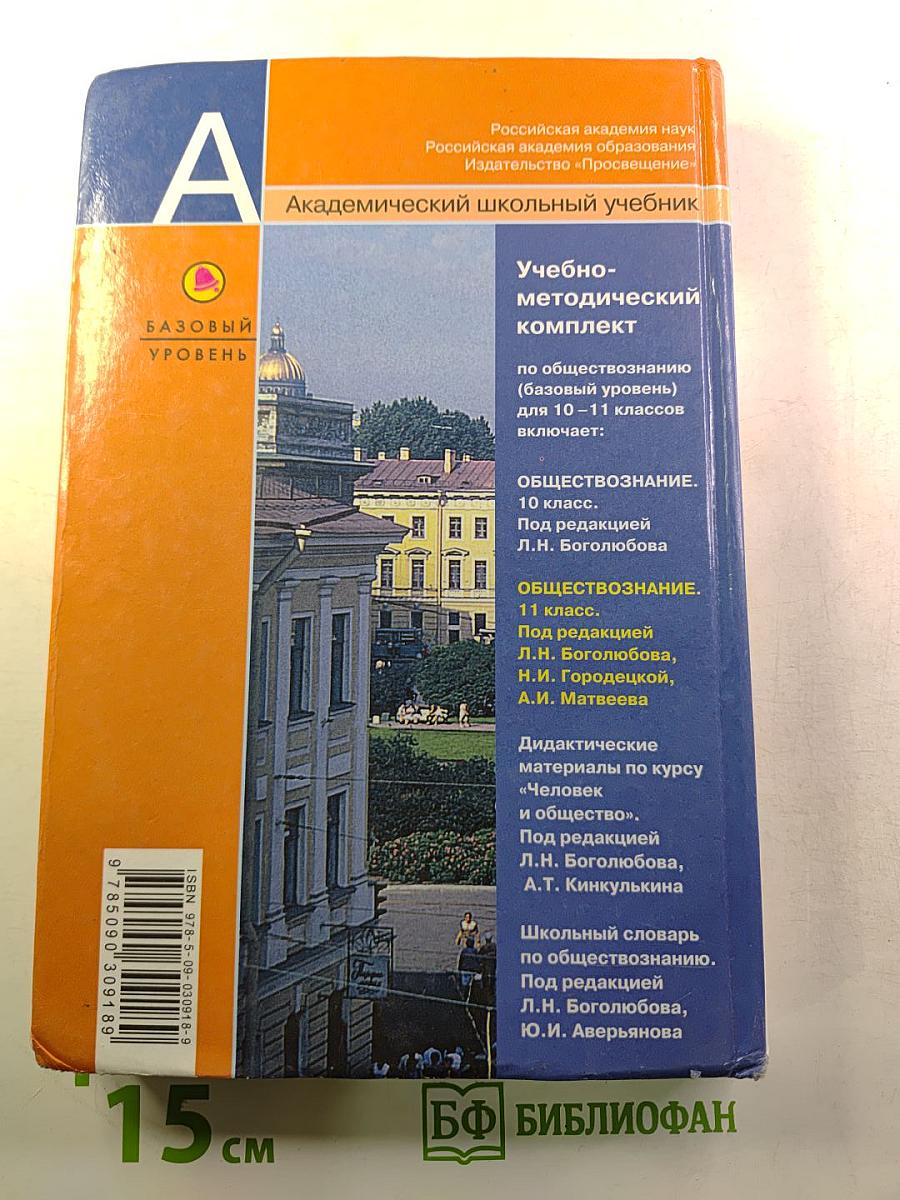 А
Российская академия наук
Российская академия образования
Издательство «Просвещение»
Академический школьный учебник
БАЗОВЫЙ
УРОВЕНЬ
Учебно-
методический
комплект
по обществознанию
(базовый уровень)
для 10–11 классов
включает:
ОБЩЕСТВОЗНАНИЕ.
10 класс.
Под редакцией
Л.Н. Боголюбова
ОБЩЕСТВОЗНАНИЕ.
11 класс.
Под редакцией
Л.Н. Боголюбова,
Н.И. Городецкой,
А.И. Матвеева
Дидактические
материалы по курсу
«Человек
и общество».
Под редакцией
Л.Н. Боголюбова,
А.Т. Кинкулькина
Школьный словарь
по обществознанию.
Под редакцией
Л.Н. Боголюбова,
Ю.И. Аверьянова
ISBN 978-5-09-030918-9
9 785090 309189
15 см
БФ БИБЛИОФАН